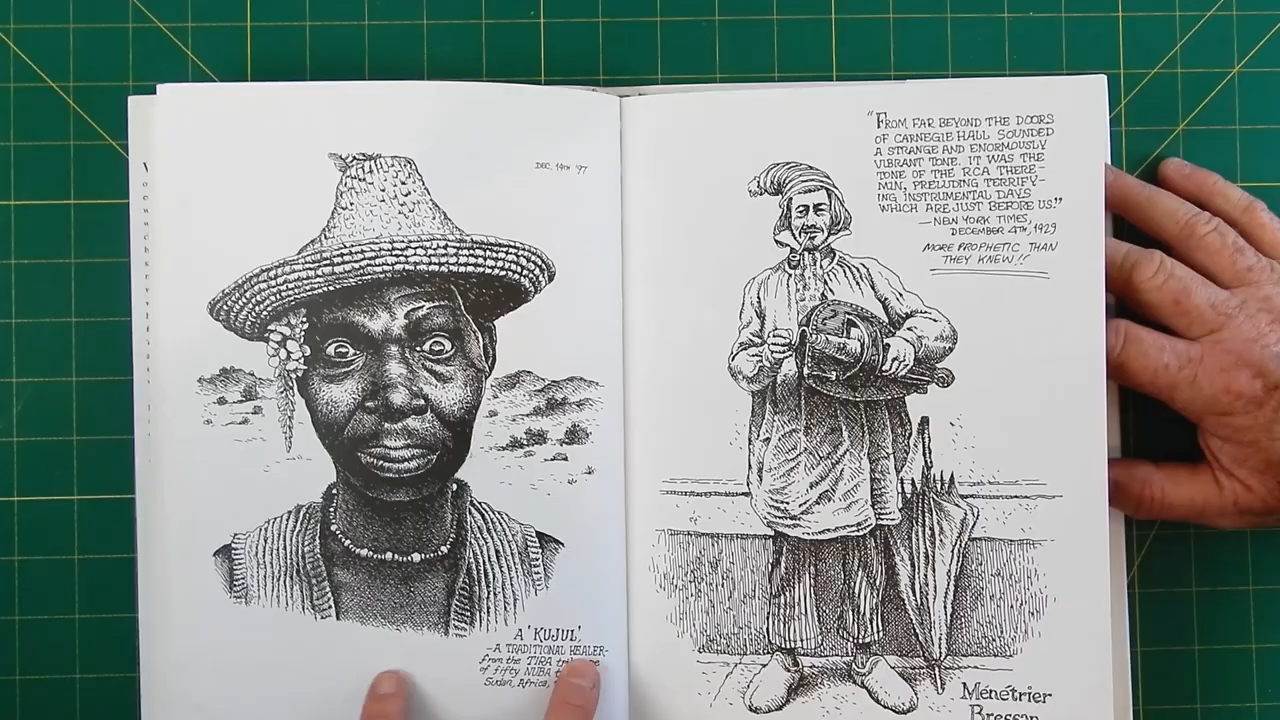 DEC. 14TH '97
A 'KUJUL',
-A TRADITIONAL HEALER-
from the TIRA
of fifty NUBA
Sudan, Africa,
"FROM FAR BEYOND THE DOORS
OF CARNEGIE HALL SOUNDED
A STRANGE AND ENORMOUSLY
VIBRANT TONE. IT WAS THE
TONE OF THE RCA THERE-
MIN, PRELUDING TERRIFY-
ING INSTRUMENTAL DAYS
WHICH ARE JUST BEFORE US."
—NEW YORK TIMES,
DECEMBER 4TH, 1929
MORE PROPHETIC THAN
THEY KNEW!!
Ménétrier
Bressan